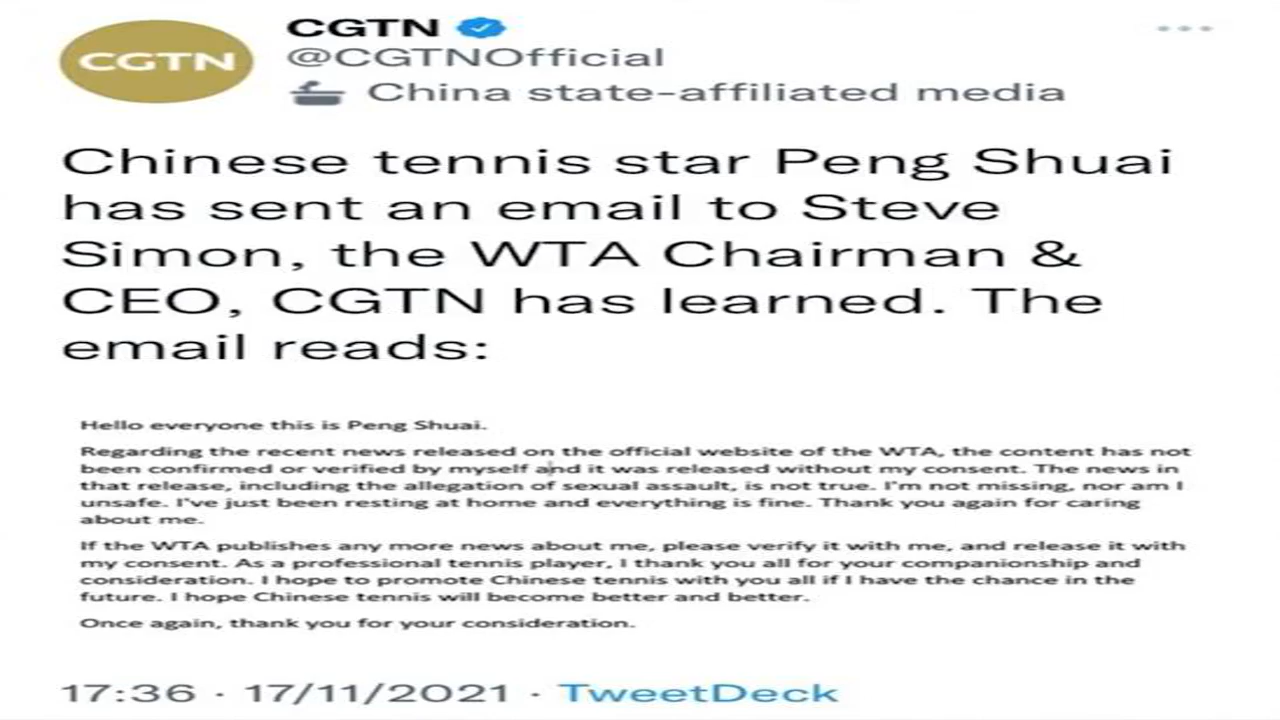 CGTN
CGTN
@CGTNOfficial
China state-affiliated media
Chinese tennis star Peng Shuai
has sent an email to Steve
Simon, the WTA Chairman &
CEO, CGTN has learned. The
email reads:
Hello everyone this is Peng Shuai.
Regarding the recent news released on the official website of the WTA, the content has not
been confirmed or verified by myself and it was released without my consent. The news in
that release, including the allegation of sexual assault, is not true. I'm not missing, nor am I
unsafe. I've just been resting at home and everything is fine. Thank you again for caring
about me.
If the WTA publishes any more news about me, please verify it with me, and release it with
my consent. As a professional tennis player, I thank you all for your companionship and
consideration. I hope to promote Chinese tennis with you all if I have the chance in the
future. I hope Chinese tennis will become better and better.
Once again, thank you for your consideration.
17:36 · 17/11/2021 · TweetDeck